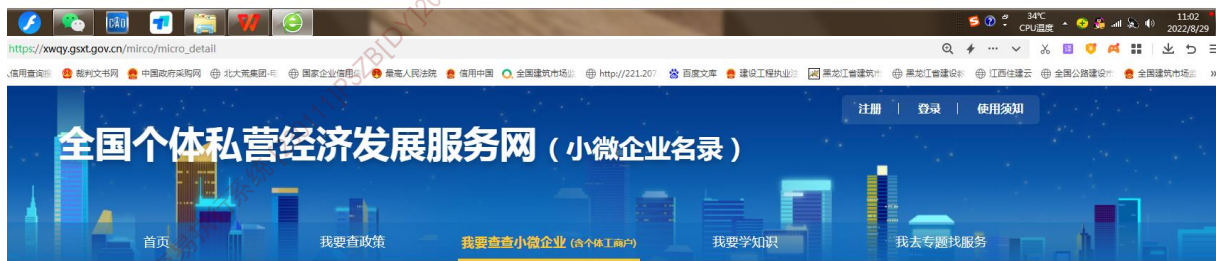 34℃
CPU温度
11:02
2022/8/29
https://xwqy.gsxt.gov.cn/mirco/micro_detail
信用查询 裁判文书网 中国政府采购网 北大荒集团 国家企业信用 最高人民法院 信用中国 全国建筑市场 http://221.207 百度文库 建设工程执业 黑龙江省建筑 黑龙江省建设 江西住建云 全国公路建设 全国建筑市场
注册 | 登录 | 使用须知
全国个体私营经济发展服务网（小微企业名录）
首页 我要查政策 我要查查小微企业 (含个体工商户) 我要学知识 我去专题找服务